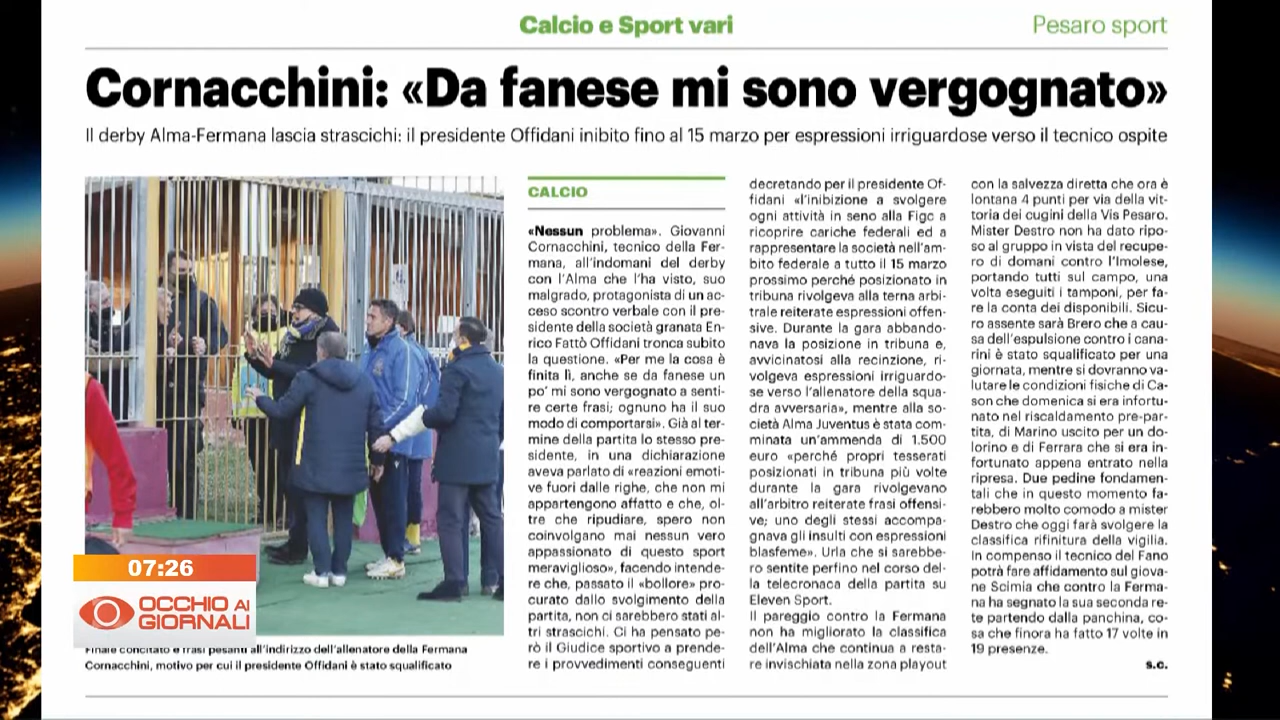 Calcio e Sport vari
Pesaro sport
Cornacchini: «Da fanese mi sono vergognato»
Il derby Alma-Fermana lascia strascichi: il presidente Offidani inibito fino al 15 marzo per espressioni irriguardose verso il tecnico ospite
CALCIO
«Nessun problema». Giovanni
Cornacchini, tecnico della Fer-
mana, all'indomani del derby
con l'Alma che l'ha visto, suo
malgrado, protagonista di un ac-
ceso scontro verbale con il pre-
sidente della società granata En-
rico Fattò Offidani tronca subito
la questione. «Per me la cosa è
finita lì, anche se da fanese un
po' mi sono vergognato a senti-
re certe frasi; ognuno ha il suo
modo di comportarsi». Già al ter-
mine della partita lo stesso pre-
sidente, in una dichiarazione
aveva parlato di «reazioni emoti-
ve fuori dalle righe, che non mi
appartengono affatto e che, ol-
tre che ripudiare, spero non
coinvolgano mai nessun vero
appassionato di questo sport
meraviglioso», facendo intende-
re che, passato il «bollore» pro-
curato dallo svolgimento della
partita, non ci sarebbero stati al-
tri strascichi. Ci ha pensato pe-
rò il Giudice sportivo a prende-
re i provvedimenti conseguenti
decretando per il presidente Of-
fidani «l'inibizione a svolgere
ogni attività in seno alla Figc a
ricoprire cariche federali ed a
rappresentare la società nell'am-
bito federale a tutto il 15 marzo
prossimo perché posizionato in
tribuna rivolgeva alla terna arbi-
trale reiterate espressioni offen-
sive. Durante la gara abbando-
nava la posizione in tribuna e,
avvicinatosi alla recinzione, ri-
volgeva espressioni irriguardo-
se verso l'allenatore della squa-
dra avversaria», mentre alla so-
cietà Alma Juventus è stata com-
minata un'ammenda di 1.500
euro «perché propri tesserati
posizionati in tribuna più volte
durante la gara rivolgevano
all'arbitro reiterate frasi offensi-
ve; uno degli stessi accompa-
gnava gli insulti con espressioni
blasfeme». Urla che si sarebbe-
ro sentite perfino nel corso del-
la telecronaca della partita su
Eleven Sport.
Il pareggio contro la Fermana
non ha migliorato la classifica
dell'Alma che continua a resta-
re invischiata nella zona playout
con la salvezza diretta che ora è
lontana 4 punti per via della vit-
toria dei cugini della Vis Pesaro.
Mister Destro non ha dato ripo-
so al gruppo in vista del recupe-
ro di domani contro l'Imolese,
portando tutti sul campo, una
volta eseguiti i tamponi, per fa-
re la conta dei disponibili. Sicu-
ro assente sarà Brero che a cau-
sa dell'espulsione contro i cana-
rini è stato squalificato per una
giornata, mentre si dovranno va-
lutare le condizioni fisiche di Ca-
son che domenica si era infortu-
nato nel riscaldamento pre-par-
tita, di Marino uscito per un do-
lorino e di Ferrara che si era in-
fortunato appena entrato nella
ripresa. Due pedine fondamen-
tali che in questo momento fa-
rebbero molto comodo a mister
Destro che oggi farà svolgere la
classifica rifinitura della vigilia.
In compenso il tecnico del Fano
potrà fare affidamento sul giova-
ne Scimia che contro la Ferma-
na ha segnato la sua seconda re-
te partendo dalla panchina, co-
sa che finora ha fatto 17 volte in
19 presenze.
s.c.
07:26
OCCHIO AI
GIORNALI
Finale concitato e frasi pesanti all'indirizzo dell'allenatore della Fermana
Cornacchini, motivo per cui il presidente Offidani è stato squalificato